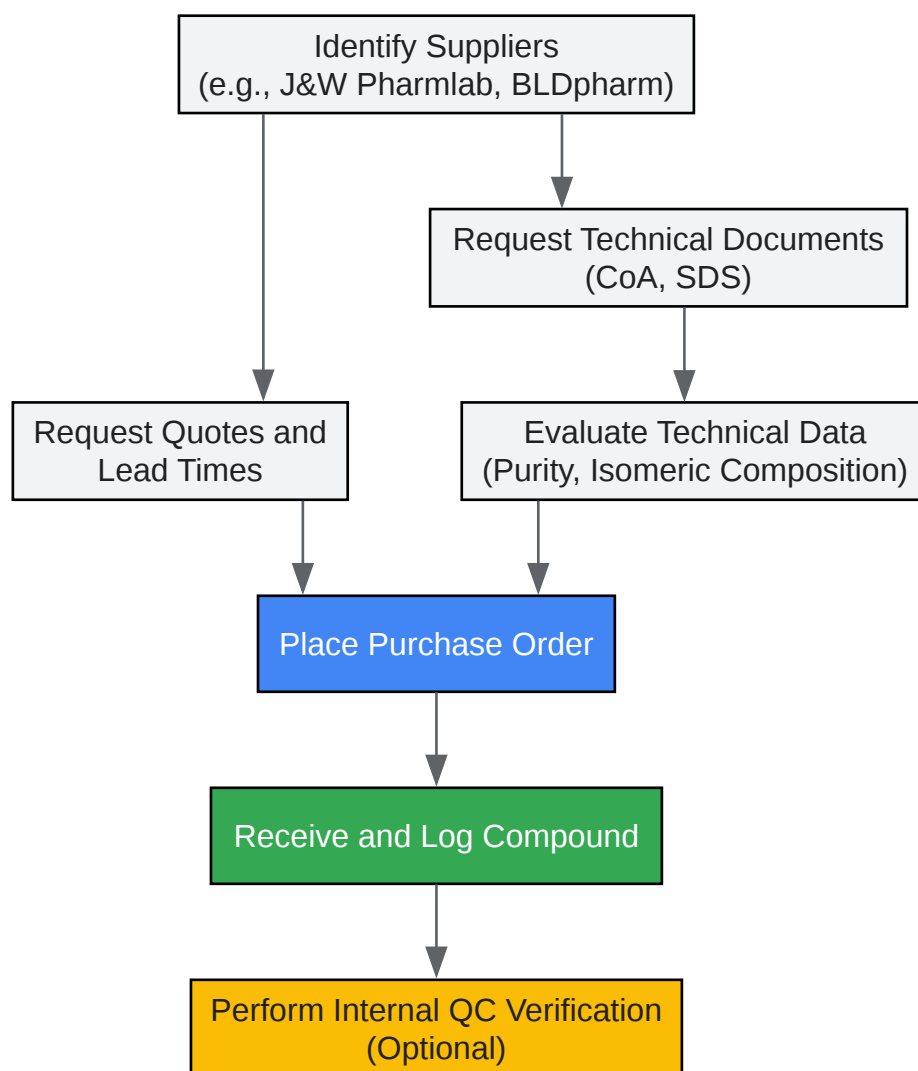 Identify Suppliers
(e.g., J&W Pharmlab, BLDpharm)
Request Technical Documents
(CoA, SDS)
Request Quotes and
Lead Times
Evaluate Technical Data
(Purity, Isomeric Composition)
Place Purchase Order
Receive and Log Compound
Perform Internal QC Verification
(Optional)